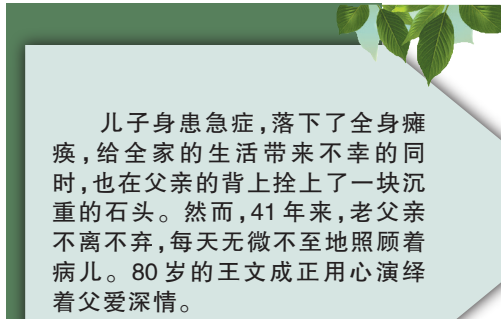 儿子身患急症,落下了全身瘫
痪,给全家的生活带来不幸的同
时,也在父亲的背上拴上了一块沉
重的石头。然而,41年来,老父亲
不离不弃,每天无微不至地照顾着
病儿。80岁的王文成正用心演绎
着父爱深情。